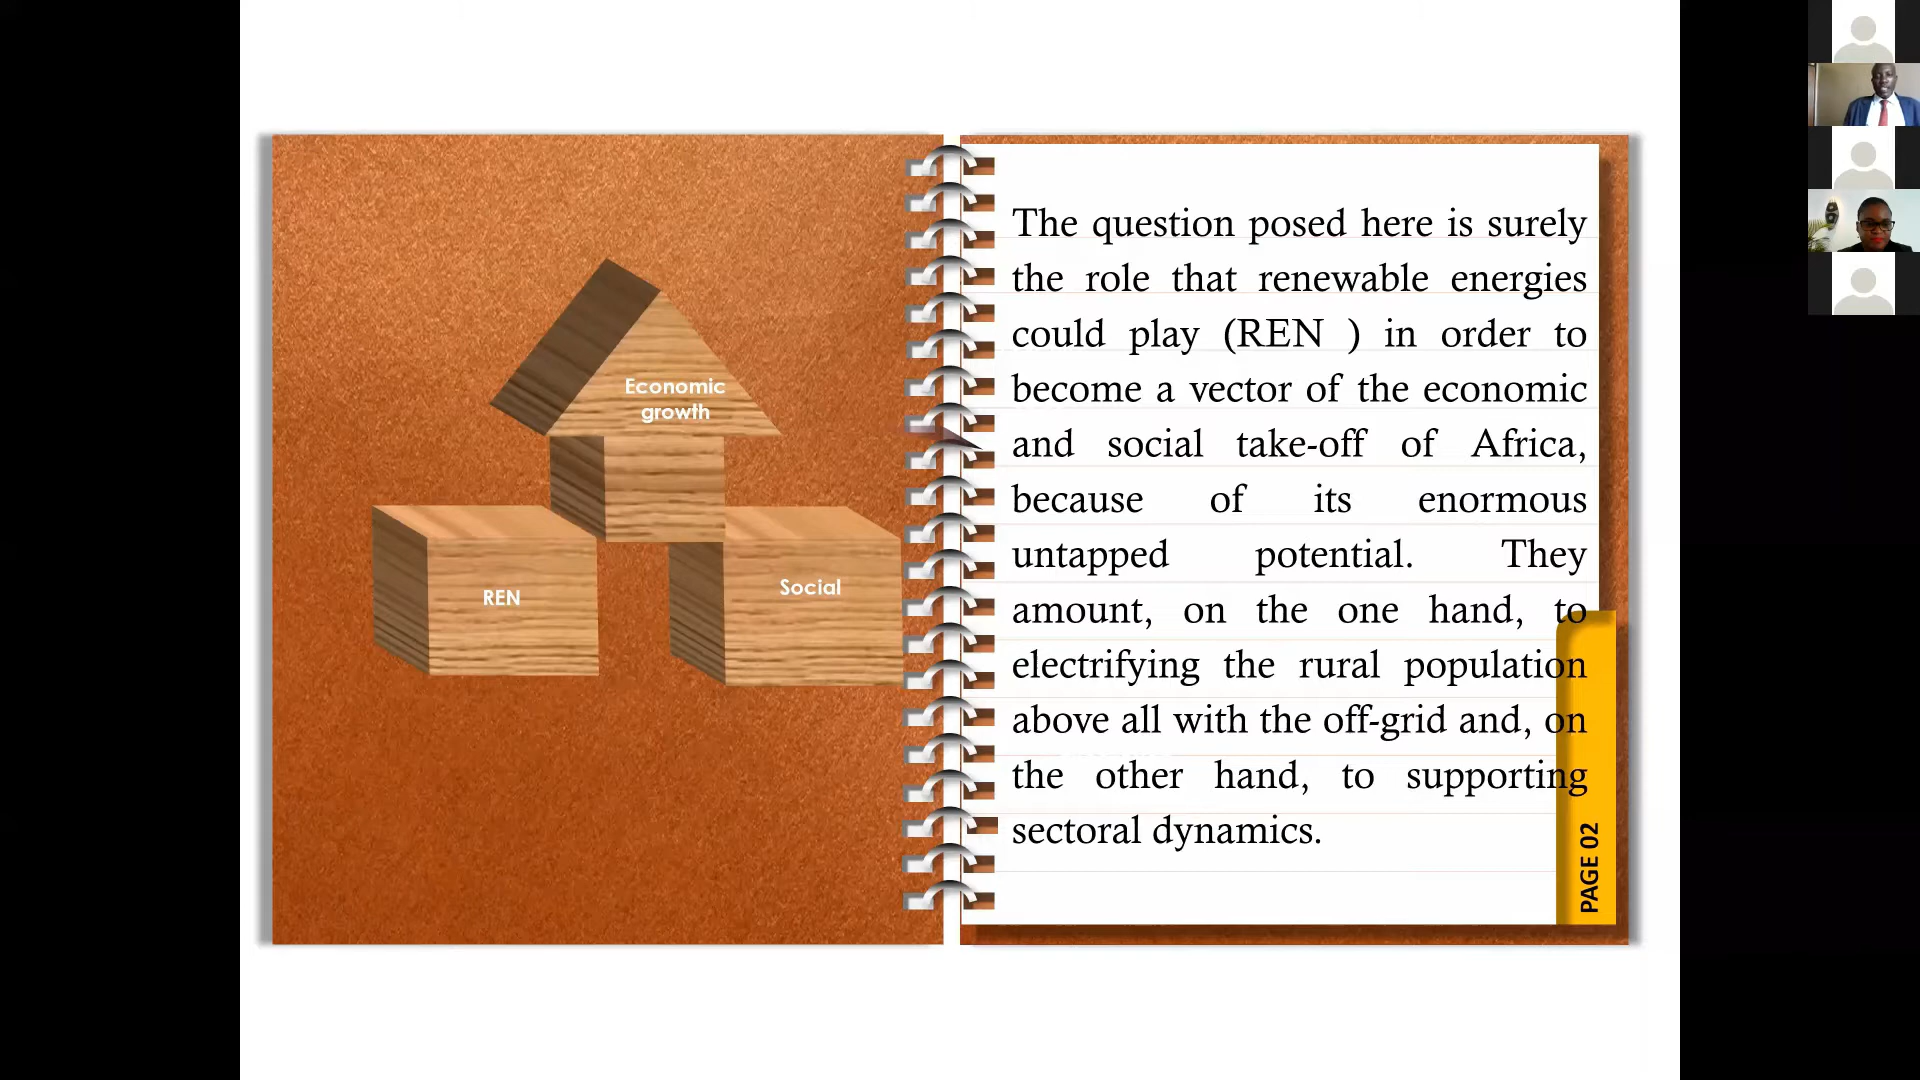 Economic
growth
REN
Social
The question posed here is surely
the role that renewable energies
could play (REN ) in order to
become a vector of the economic
and social take-off of Africa,
because of its enormous
untapped potential. They
amount, on the one hand, to
electrifying the rural population
above all with the off-grid and, on
the other hand, to supporting
sectoral dynamics.
PAGE 02